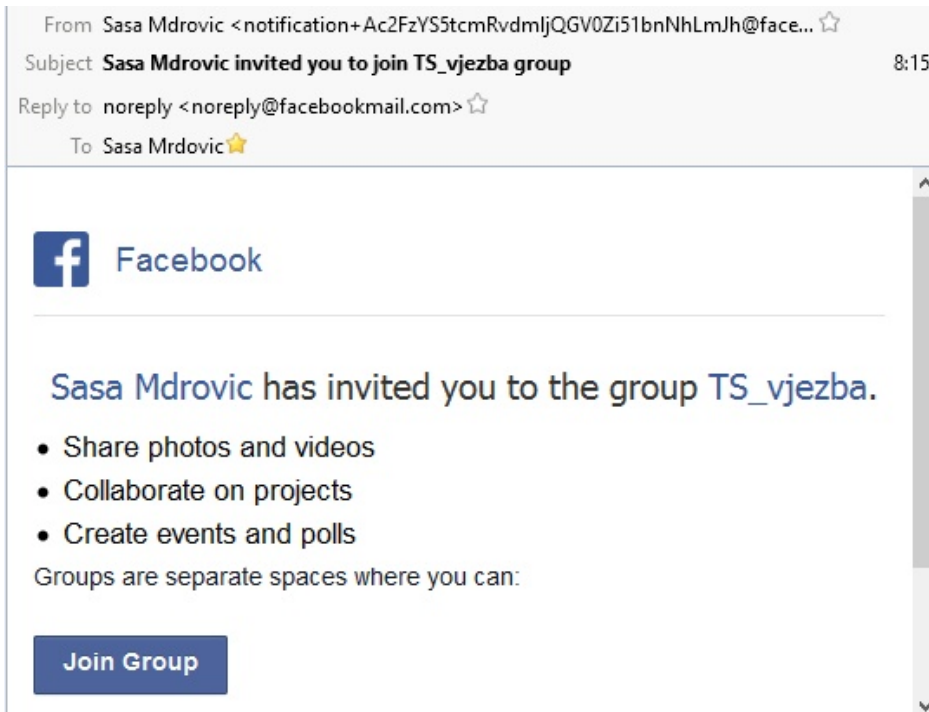 From Sasa Mdrovic <notification+Ac2FzYS5tcmRvdmljQGV0Zi51bnNhLmJh@face...
Subject Sasa Mdrovic invited you to join TS_vjezba group 8:15
Reply to noreply <noreply@facebookmail.com>
To Sasa Mrdovic
f Facebook
Sasa Mdrovic has invited you to the group TS_vjezba.
• Share photos and videos
• Collaborate on projects
• Create events and polls
Groups are separate spaces where you can:
Join Group